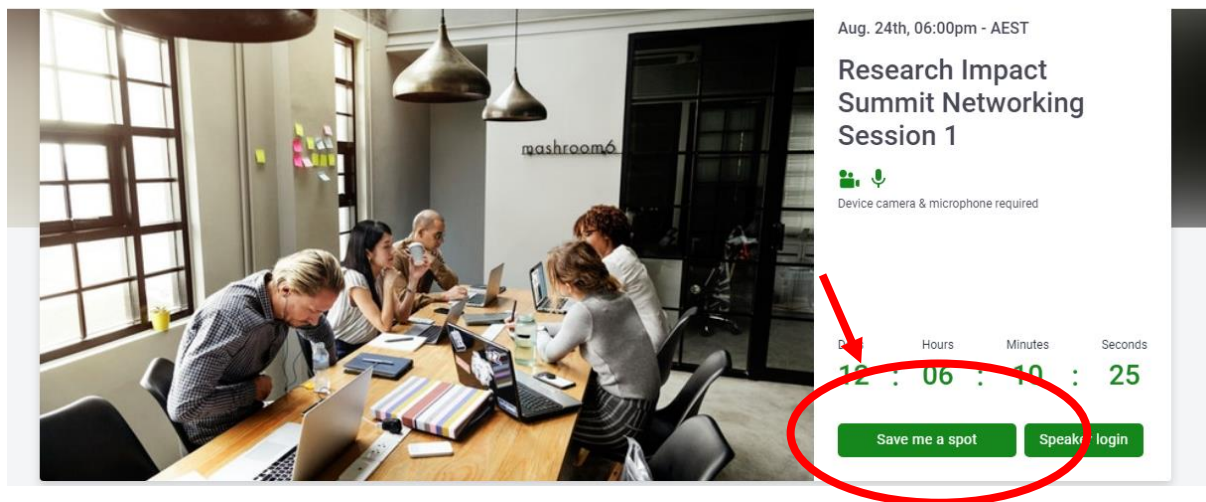 Aug. 24th, 06:00pm - AEST
Research Impact
Summit Networking
Session 1
mashroom6
Device camera & microphone required
Hours Minutes Seconds
12 : 06 : 10 : 25
Save me a spot Speaker login